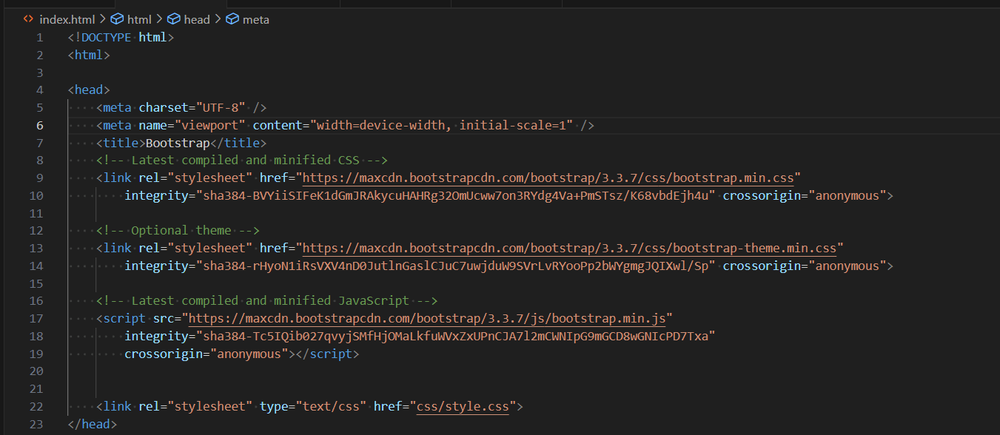 index.html > html > head > meta
1 <!DOCTYPE html>
2 <html>
3
4 <head>
5 <meta charset="UTF-8" />
6 <meta name="viewport" content="width=device-width, initial-scale=1" />
7 <title>Bootstrap</title>
8 <!-- Latest compiled and minified CSS -->
9 <link rel="stylesheet" href="https://maxcdn.bootstrapcdn.com/bootstrap/3.3.7/css/bootstrap.min.css"
10 integrity="sha384-BVYiiSIFeK1dGmJRAkycuHAHRg32OmUcww7on3RYdg4Va+PmSTsz/K68vbdEjh4u" crossorigin="anonymous">
11
12 <!-- Optional theme -->
13 <link rel="stylesheet" href="https://maxcdn.bootstrapcdn.com/bootstrap/3.3.7/css/bootstrap-theme.min.css"
14 integrity="sha384-rHyoN1iRsVXV4nD0JutlnGaslCJuC7uwjduW9SVrLvRYooPp2bWYgmgJQIXwl/Sp" crossorigin="anonymous">
15
16 <!-- Latest compiled and minified JavaScript -->
17 <script src="https://maxcdn.bootstrapcdn.com/bootstrap/3.3.7/js/bootstrap.min.js"
18 integrity="sha384-Tc5IQib027qvyjSMfHjOMaLkfuWVxZxUPnCJA7l2mCWNIpG9mGCD8wGNIcPD7Txa"
19 crossorigin="anonymous"></script>
20
21
22 <link rel="stylesheet" type="text/css" href="css/style.css">
23 </head>